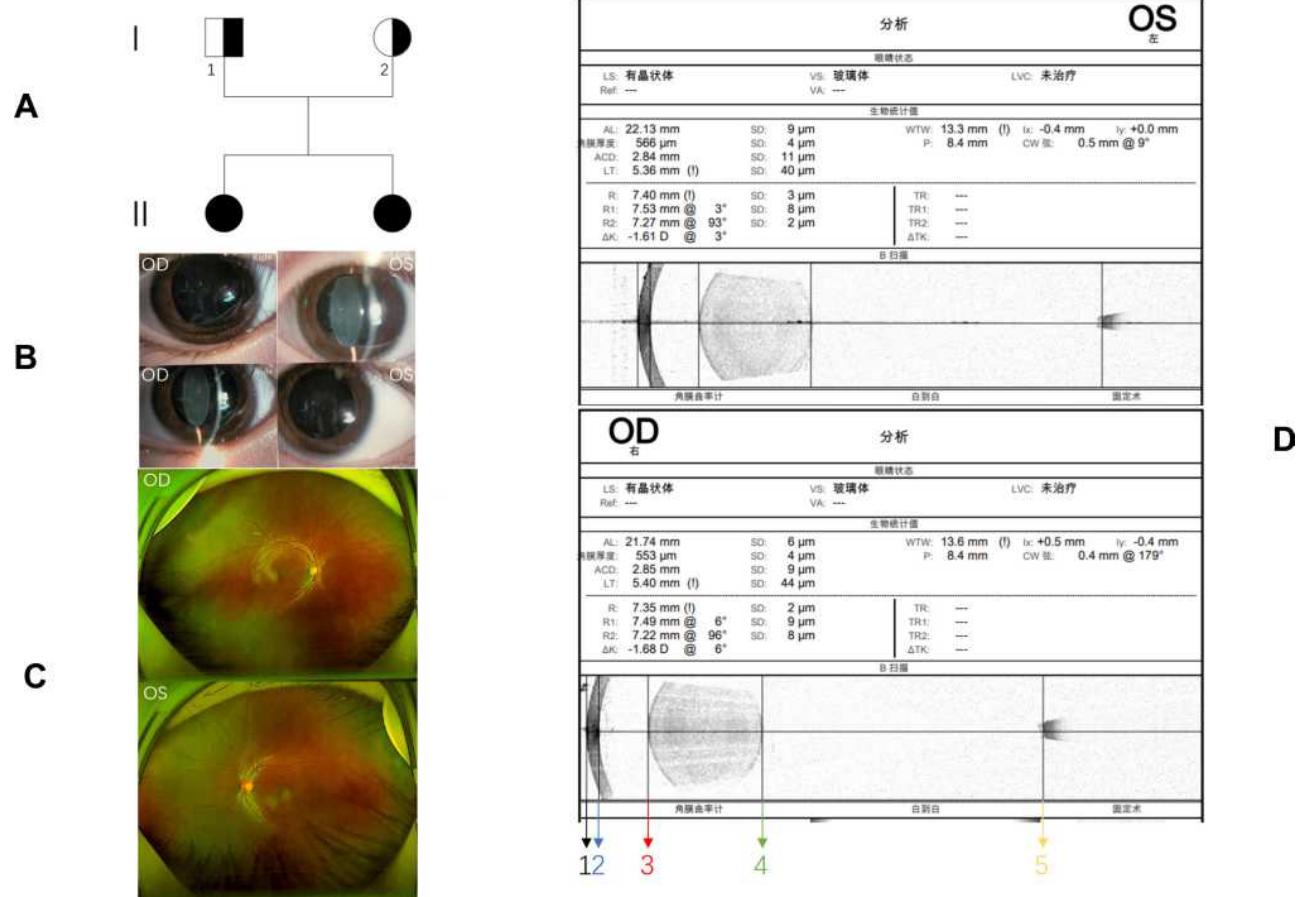 A
I
1
2
II
B
OD
OS
OD
OS
C
OD
OS
D
分析
OS
左
眼睛状态
LS: 有晶状体 VS: 玻璃体 LVC: 未治疗
Ref: --- VA: ---
生物统计值
AL: 22.13 mm SD: 9 μm WTW: 13.3 mm (!) Ix: -0.4 mm Iy: +0.0 mm
角膜厚度: 566 μm SD: 4 μm P: 8.4 mm CW 弦: 0.5 mm @ 9°
ACD: 2.84 mm SD: 11 μm
LT: 5.36 mm (!) SD: 40 μm
R: 7.40 mm (!) SD: 3 μm TR: ---
R1: 7.53 mm @ 3° SD: 8 μm TR1: ---
R2: 7.27 mm @ 93° SD: 2 μm TR2: ---
ΔK: -1.61 D @ 3° ΔTK: ---
B 扫描
角膜曲率计 白到白 固定术
OD
右
分析
眼睛状态
LS: 有晶状体 VS: 玻璃体 LVC: 未治疗
Ref: --- VA: ---
生物统计值
AL: 21.74 mm SD: 6 μm WTW: 13.6 mm (!) Ix: +0.5 mm Iy: -0.4 mm
角膜厚度: 553 μm SD: 4 μm P: 8.4 mm CW 弦: 0.4 mm @ 179°
ACD: 2.85 mm SD: 9 μm
LT: 5.40 mm (!) SD: 44 μm
R: 7.35 mm (!) SD: 2 μm TR: ---
R1: 7.49 mm @ 6° SD: 9 μm TR1: ---
R2: 7.22 mm @ 96° SD: 8 μm TR2: ---
ΔK: -1.68 D @ 6° ΔTK: ---
B 扫描
角膜曲率计 白到白 固定术
1 2 3 4 5